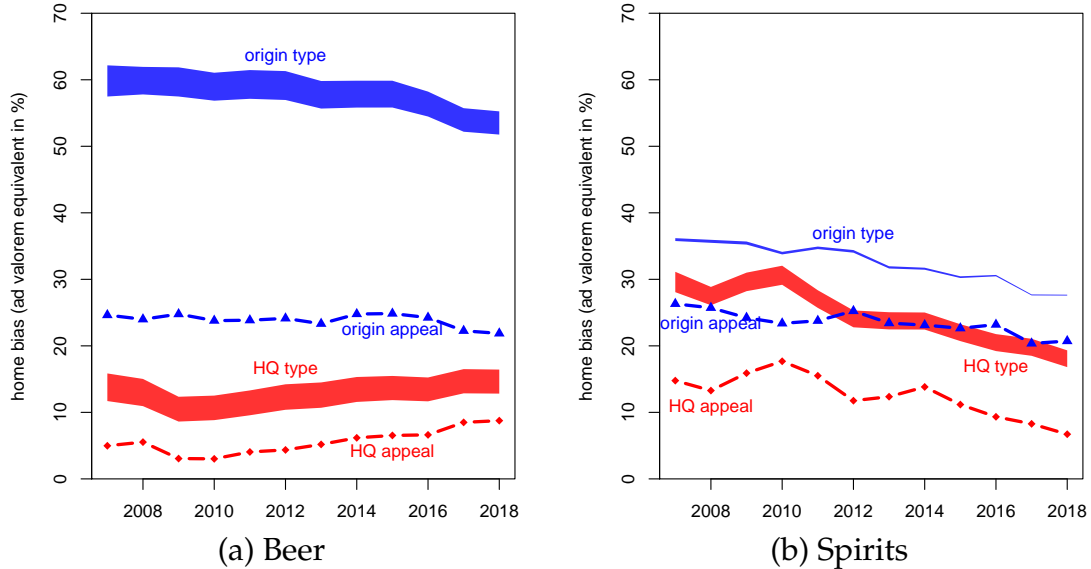 home bias (ad valorem equivalent in %)
70
60
50
40
30
20
10
0
origin type
origin appeal
HQ type
HQ appeal
2008 2010 2012 2014 2016 2018
(a) Beer
home bias (ad valorem equivalent in %)
70
60
50
40
30
20
10
0
origin type
origin appeal
HQ type
HQ appeal
2008 2010 2012 2014 2016 2018
(b) Spirits